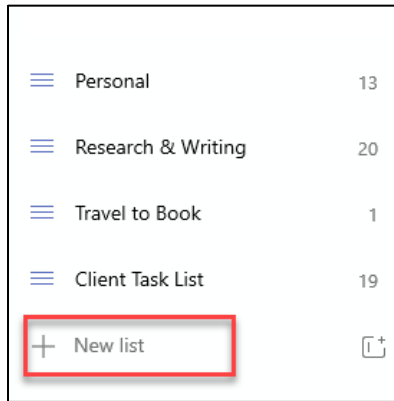 Personal 13
Research & Writing 20
Travel to Book 1
Client Task List 19
New list